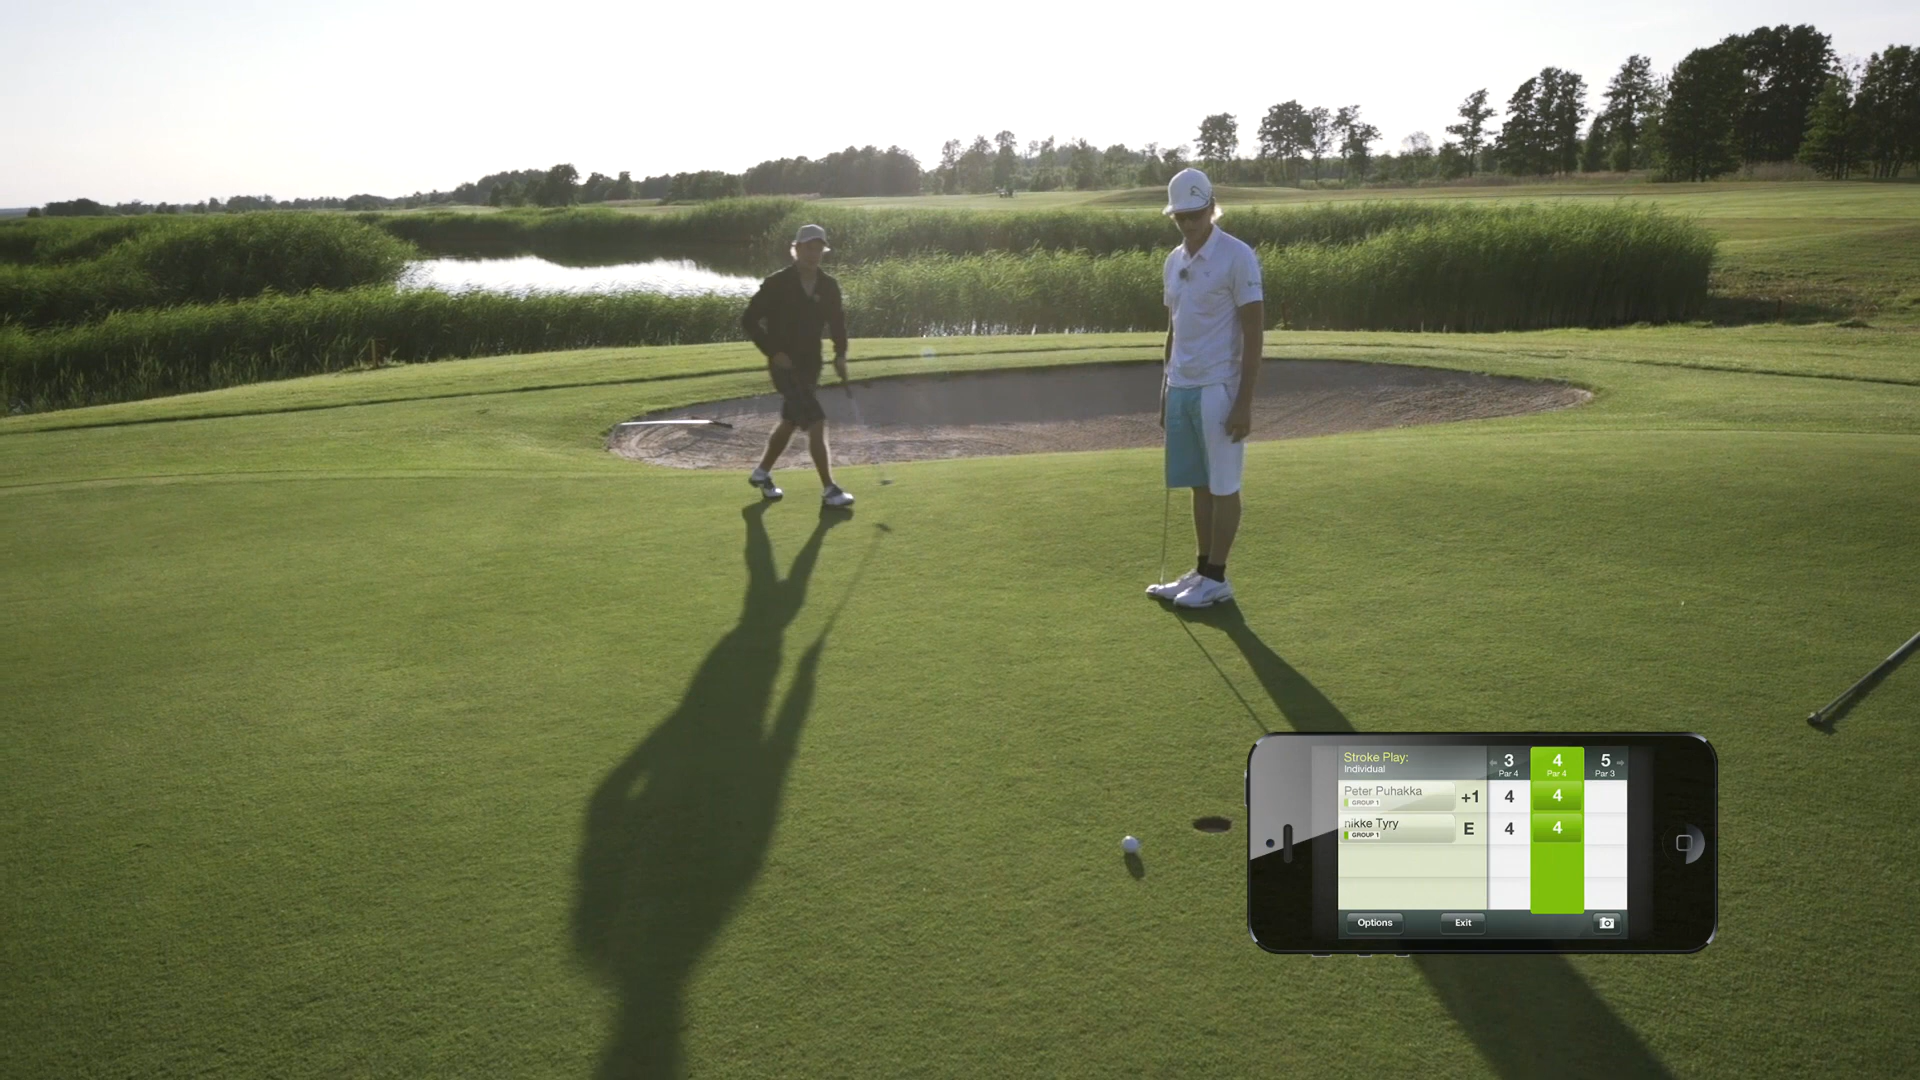 Stroke Play:
Individual
3
Par 4
4
Par 4
5
Par 3
Peter Puhakka
GROUP 1
+1
4
4
nikke Tyry
GROUP 1
E
4
4
Options
Exit